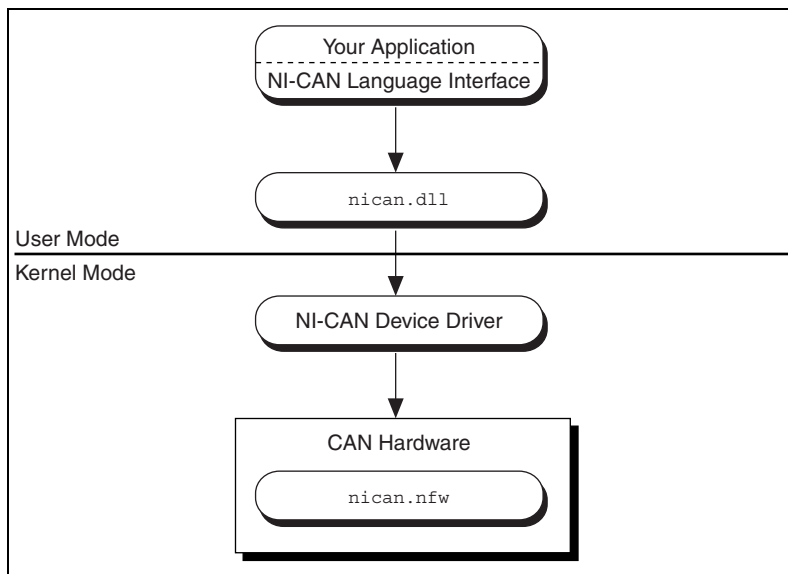 Your Application
NI-CAN Language Interface
nican.dll
User Mode
Kernel Mode
NI-CAN Device Driver
CAN Hardware
nican.nfw